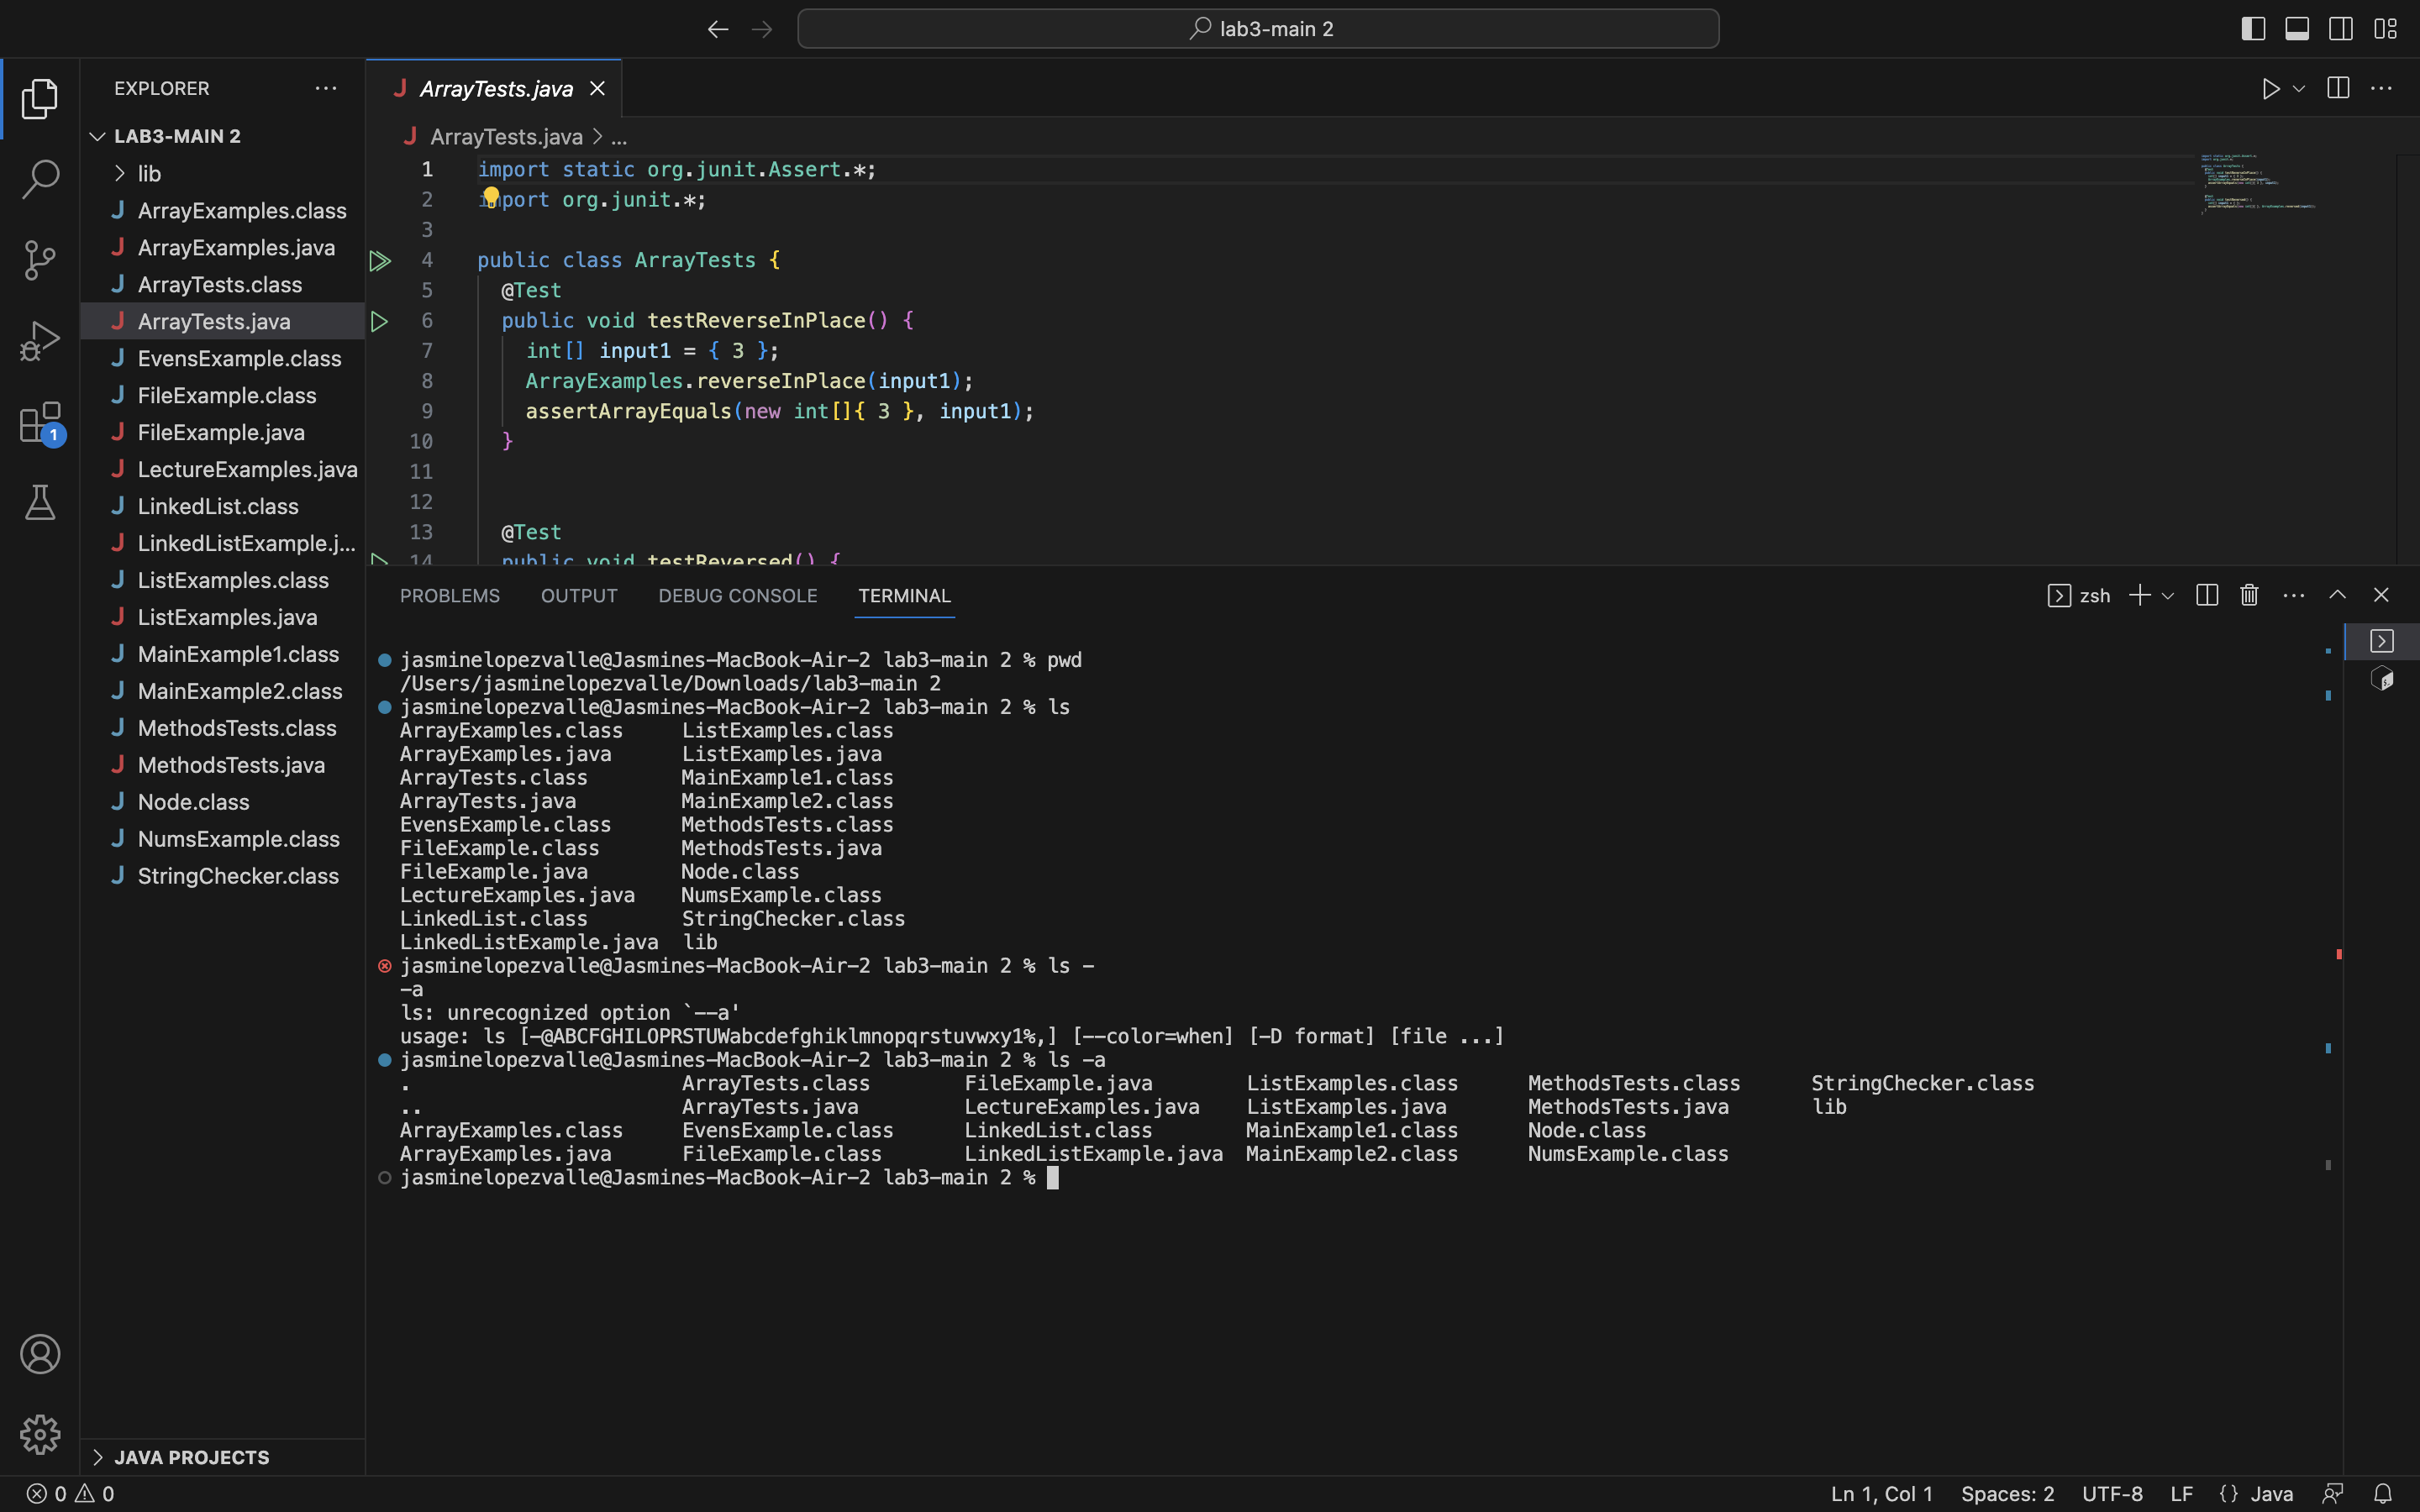 lab3-main 2
EXPLORER
LAB3-MAIN 2
lib
ArrayExamples.class
ArrayExamples.java
ArrayTests.class
ArrayTests.java
EvensExample.class
FileExample.class
FileExample.java
LectureExamples.java
LinkedList.class
LinkedListExample.j...
ListExamples.class
ListExamples.java
MainExample1.class
MainExample2.class
MethodsTests.class
MethodsTests.java
Node.class
NumsExample.class
StringChecker.class
JAVA PROJECTS
1
ArrayTests.java
ArrayTests.java > ...
1 import static org.junit.Assert.*;
2 import org.junit.*;
3
4 public class ArrayTests {
5 @Test
6 public void testReverseInPlace() {
7 int[] input1 = { 3 };
8 ArrayExamples.reverseInPlace(input1);
9 assertArrayEquals(new int[]{ 3 }, input1);
10 }
11
12
13 @Test
14 public void testReversed() {
PROBLEMS OUTPUT DEBUG CONSOLE TERMINAL
zsh
jasminelopezvalle@Jasmines-MacBook-Air-2 lab3-main 2 % pwd
/Users/jasminelopezvalle/Downloads/lab3-main 2
jasminelopezvalle@Jasmines-MacBook-Air-2 lab3-main 2 % ls
ArrayExamples.class ListExamples.class
ArrayExamples.java ListExamples.java
ArrayTests.class MainExample1.class
ArrayTests.java MainExample2.class
EvensExample.class MethodsTests.class
FileExample.class MethodsTests.java
FileExample.java Node.class
LectureExamples.java NumsExample.class
LinkedList.class StringChecker.class
LinkedListExample.java lib
jasminelopezvalle@Jasmines-MacBook-Air-2 lab3-main 2 % ls -
-a
ls: unrecognized option `--a'
usage: ls [-@ABCFGHILOPRSTUWabcdefghiklmnopqrstuvwxy1%,] [--color=when] [-D format] [file ...]
jasminelopezvalle@Jasmines-MacBook-Air-2 lab3-main 2 % ls -a
. ArrayTests.class FileExample.java ListExamples.class MethodsTests.class StringChecker.class
.. ArrayTests.java LectureExamples.java ListExamples.java MethodsTests.java lib
ArrayExamples.class EvensExample.class LinkedList.class MainExample1.class Node.class
ArrayExamples.java FileExample.class LinkedListExample.java MainExample2.class NumsExample.class
jasminelopezvalle@Jasmines-MacBook-Air-2 lab3-main 2 %
0 0
Ln 1, Col 1 Spaces: 2 UTF-8 LF {} Java